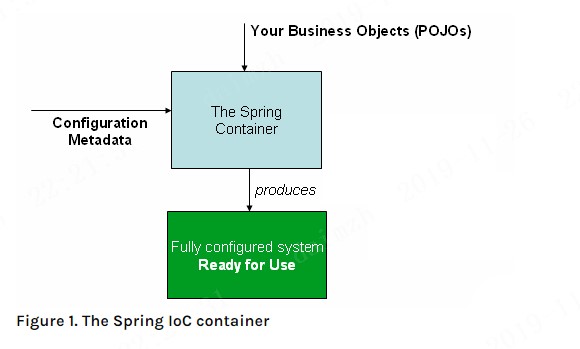 Your Business Objects (POJOs)
The Spring
Container
Configuration
Metadata
produces
Fully configured system
Ready for Use
Figure 1. The Spring IoC container